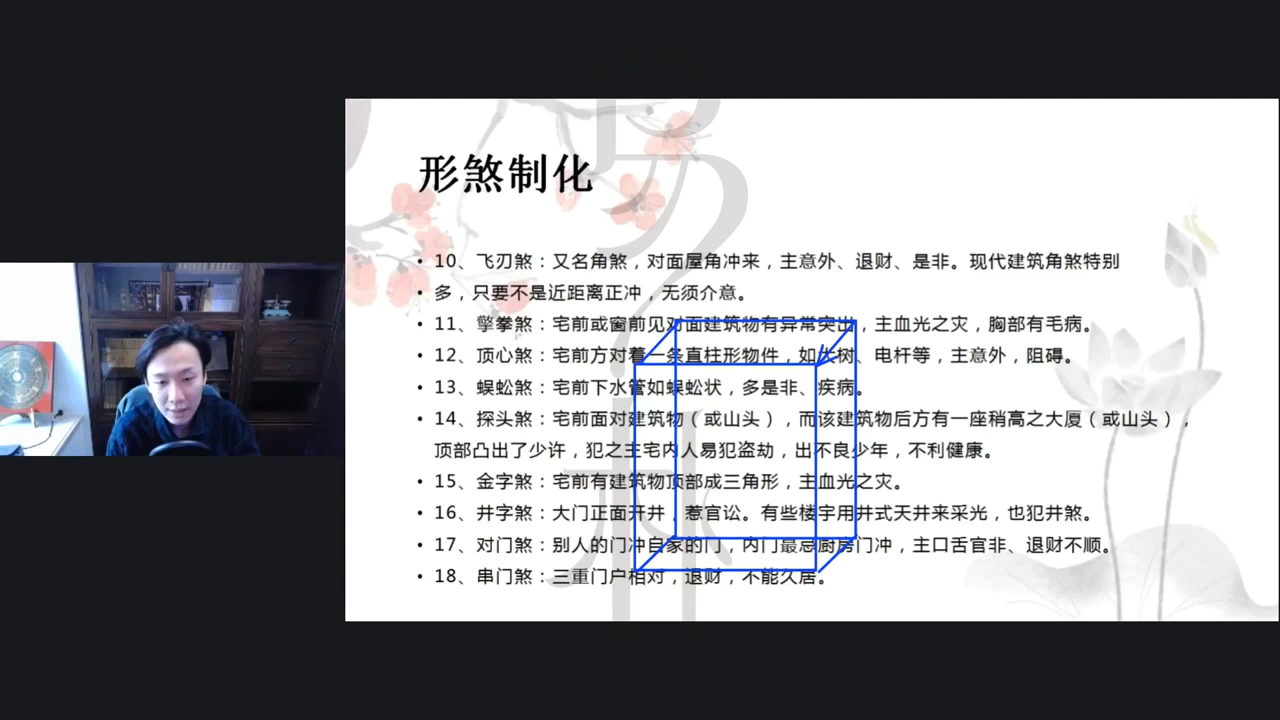 形煞制化
• 10、飞刃煞：又名角煞，对面屋角冲来，主意外、退财、是非。现代建筑角煞特别
• 多，只要不是近距离正冲，无须介意。
• 11、擎拳煞：宅前或窗前见对面建筑物有异常突出，主血光之灾，胸部有毛病。
• 12、顶心煞：宅前方对着一条直柱形物件，如大树、电杆等，主意外，阻碍。
• 13、蜈蚣煞：宅前下水管如蜈蚣状，多是非、疾病。
• 14、探头煞：宅前面对建筑物（或山头），而该建筑物后方有一座稍高之大厦（或山头），
顶部凸出了少许，犯之主宅内人易犯盗劫，出不良少年，不利健康。
• 15、金字煞：宅前有建筑物顶部成三角形，主血光之灾。
• 16、井字煞：大门正面开井，惹官讼。有些楼宇用井式天井来采光，也犯井煞。
• 17、对门煞：别人的门冲自家的门，内门最忌厨房门冲，主口舌官非、退财不顺。
• 18、串门煞：三重门户相对，退财，不能久居。